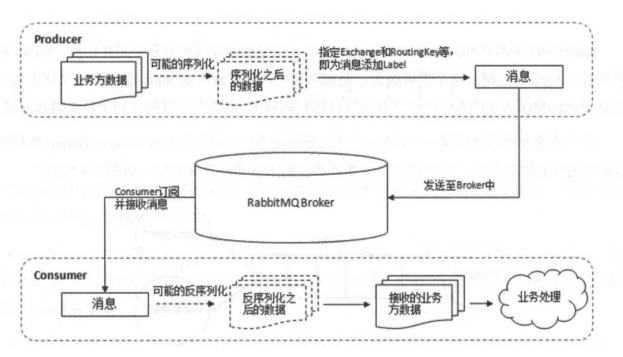 Producer
业务方数据
可能的序列化
序列化之后
的数据
指定Exchange和RoutingKey等,
即为消息添加Label
消息
Consumer订阅
并接收消息
RabbitMQ Broker
发送至Broker中
Consumer
消息
可能的反序列化
反序列化之
后的数据
接收的业务
方数据
业务处理